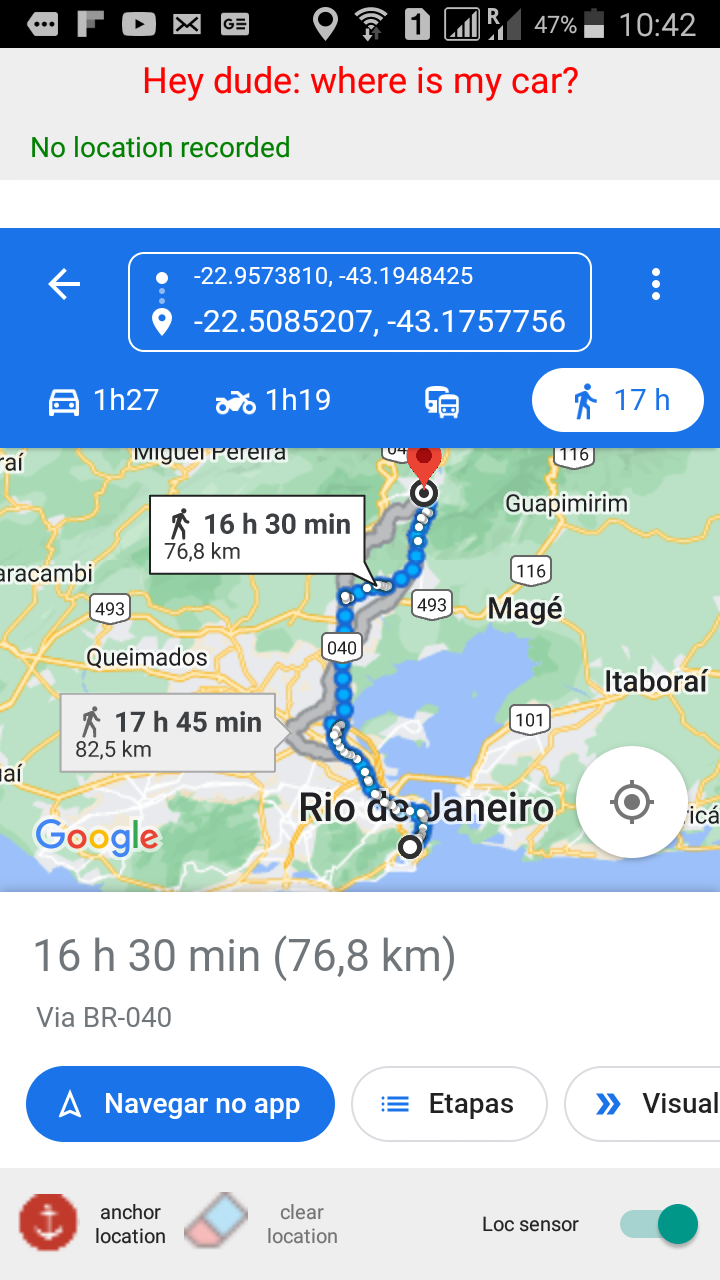 47% 10:42
Hey dude: where is my car?
No location recorded
-22.9573810, -43.1948425
-22.5085207, -43.1757756
1h27 1h19 17 h
Miguel Pereira 116
raí
Guapimirim
16 h 30 min
76,8 km
116
aracambi
493 493 Magé
040
Queimados
Itaboraí
17 h 45 min
82,5 km
101
aí
Rio de Janeiro
icá
Google
16 h 30 min (76,8 km)
Via BR-040
Navegar no app Etapas Visual
anchor location
clear location
Loc sensor